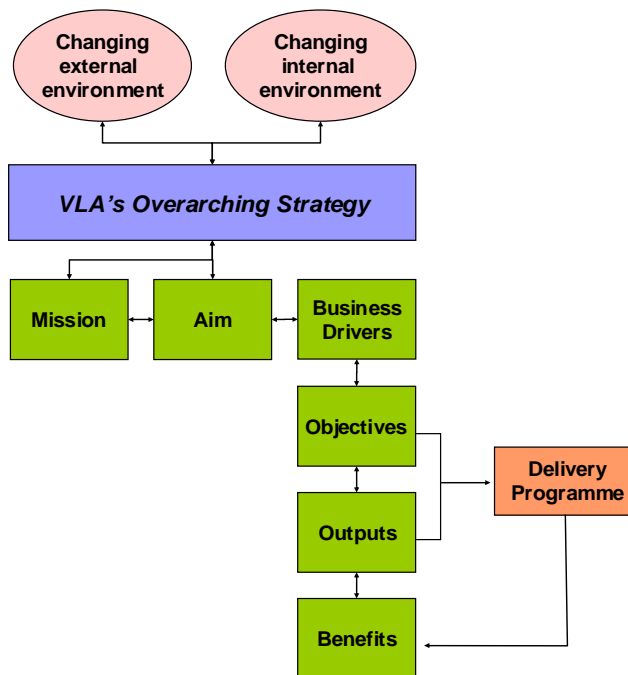 Changing
external
environment
Changing
internal
environment
VLA's Overarching Strategy
Mission
Aim
Business
Drivers
Objectives
Delivery
Programme
Outputs
Benefits